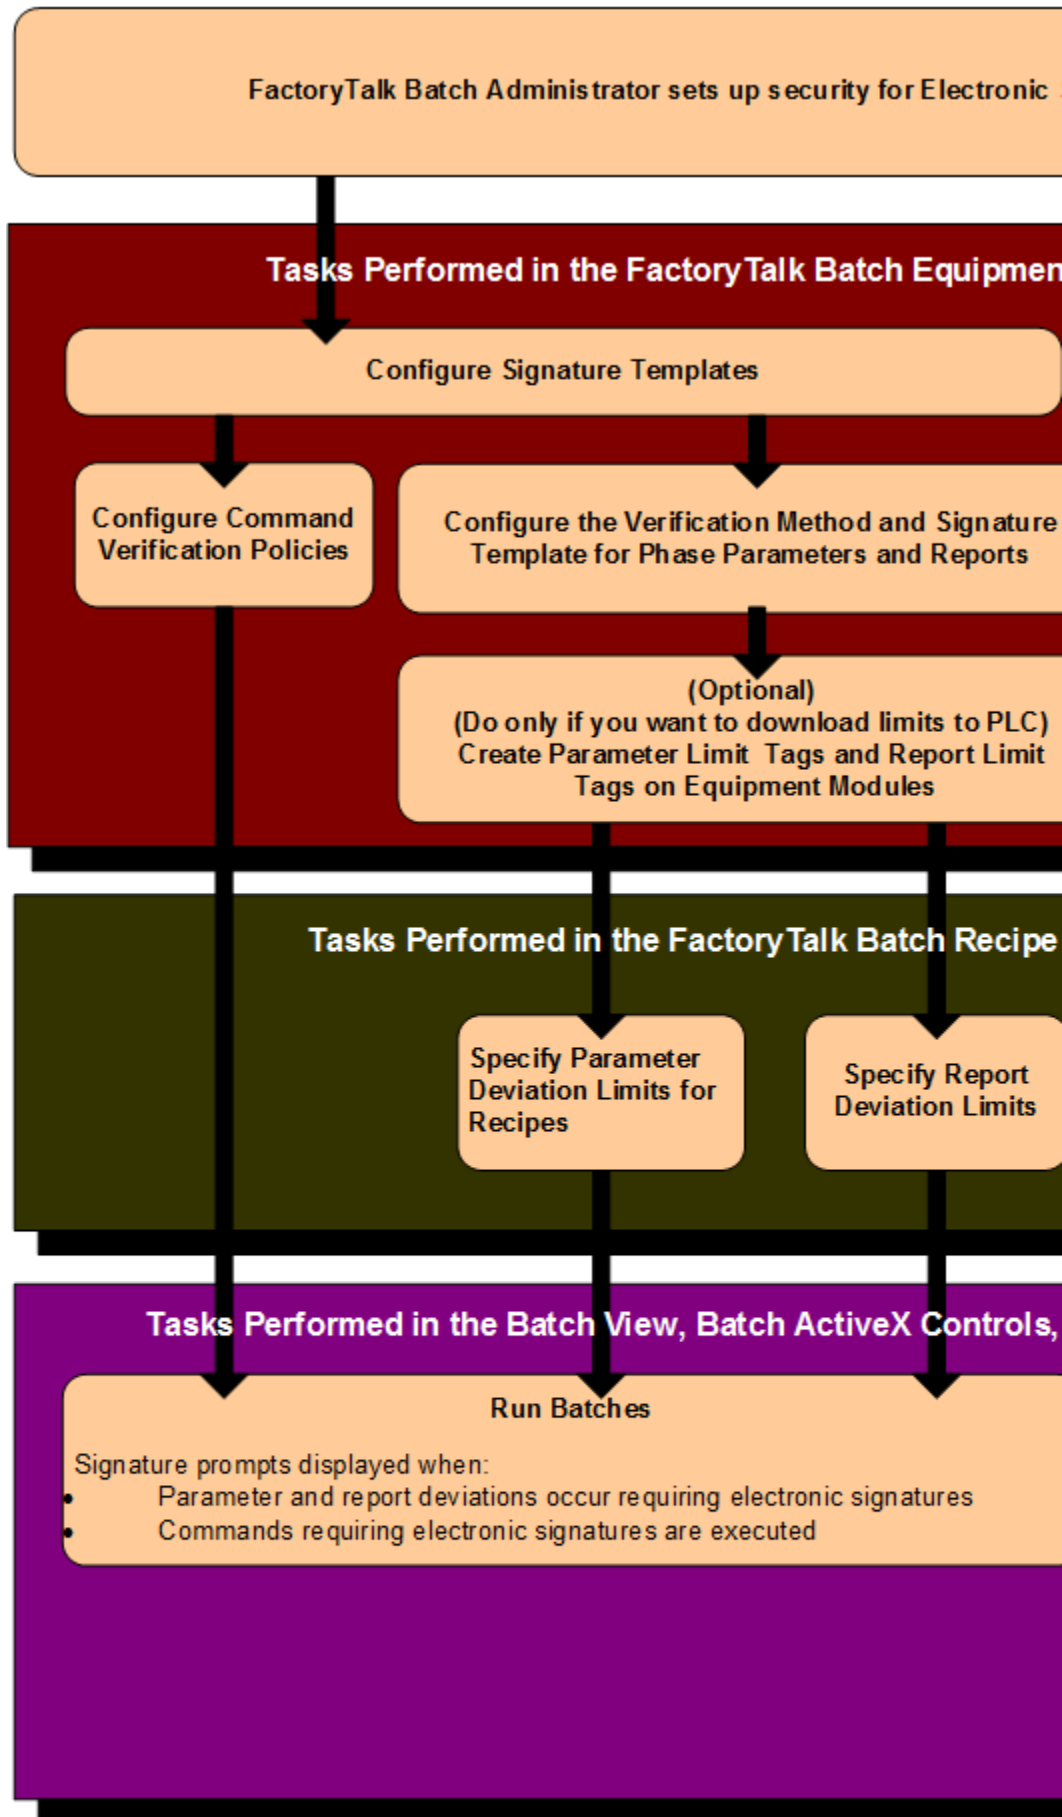 FactoryTalk Batch Administrator sets up security for Electronic
Tasks Performed in the FactoryTalk Batch Equipmen
Configure Signature Templates
Configure Command
Verification Policies
Configure the Verification Method and Signature
Template for Phase Parameters and Reports
(Optional)
(Do only if you want to download limits to PLC)
Create Parameter Limit Tags and Report Limit
Tags on Equipment Modules
Tasks Performed in the FactoryTalk Batch Recipe
Specify Parameter
Deviation Limits for
Recipes
Specify Report
Deviation Limits
Tasks Performed in the Batch View, Batch ActiveX Controls,
Run Batches
Signature prompts displayed when:
• Parameter and report deviations occur requiring electronic signatures
• Commands requiring electronic signatures are executed